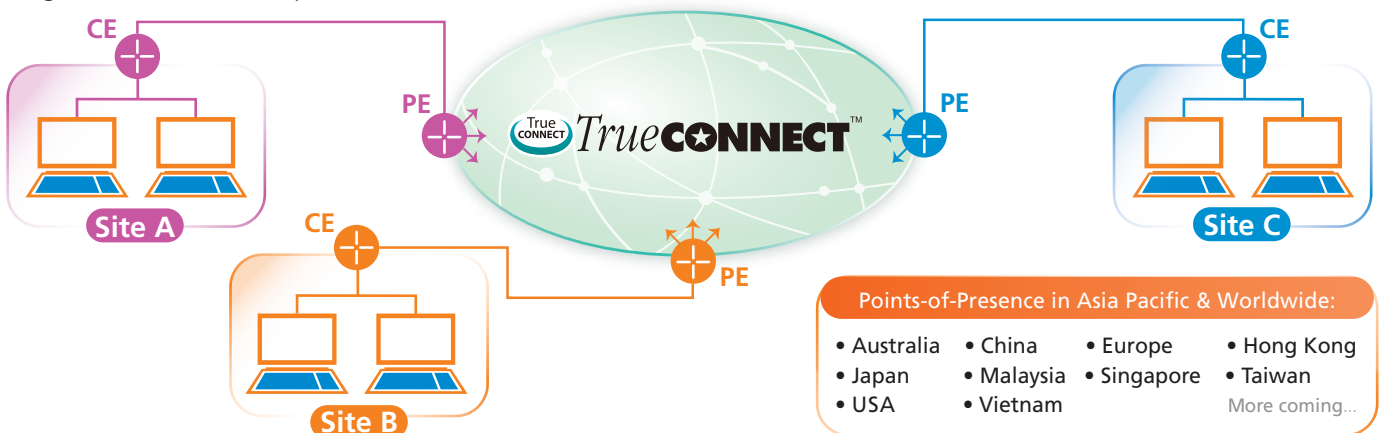 CE
PE
Site A
True
CONNECT
TrueCONNECT™
CE
PE
Site C
CE
PE
Site B
Points-of-Presence in Asia Pacific & Worldwide:
• Australia • China • Europe • Hong Kong
• Japan • Malaysia • Singapore • Taiwan
• USA • Vietnam More coming...